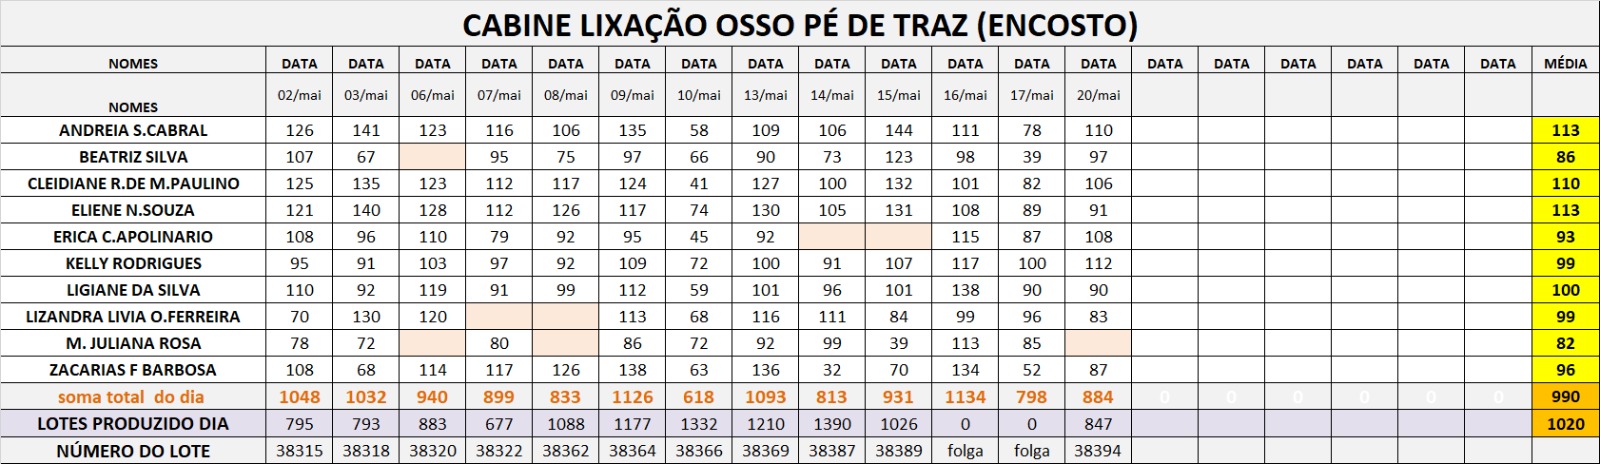 CABINE LIXAÇÃO OSSO PÉ DE TRAZ (ENCOSTO)
NOMES DATA DATA DATA DATA DATA DATA DATA DATA DATA DATA DATA DATA DATA DATA DATA DATA DATA DATA DATA MÉDIA
NOMES 02/mai 03/mai 06/mai 07/mai 08/mai 09/mai 10/mai 13/mai 14/mai 15/mai 16/mai 17/mai 20/mai
ANDREIA S.CABRAL 126 141 123 116 106 135 58 109 106 144 111 78 110 113
BEATRIZ SILVA 107 67 95 75 97 66 90 73 123 98 39 97 86
CLEIDIANE R.DE M.PAULINO 125 135 123 112 117 124 41 127 100 132 101 82 106 110
ELIENE N.SOUZA 121 140 128 112 126 117 74 130 105 131 108 89 91 113
ERICA C.APOLINARIO 108 96 110 79 92 95 45 92 115 87 108 93
KELLY RODRIGUES 95 91 103 97 92 109 72 100 91 107 117 100 112 99
LIGIANE DA SILVA 110 92 119 91 99 112 59 101 96 101 138 90 90 100
LIZANDRA LIVIA O.FERREIRA 70 130 120 113 68 116 111 84 99 96 83 99
M. JULIANA ROSA 78 72 80 86 72 92 99 39 113 85 82
ZACARIAS F BARBOSA 108 68 114 117 126 138 63 136 32 70 134 52 87 96
soma total do dia 1048 1032 940 899 833 1126 618 1093 813 931 1134 798 884 0 0 0 0 0 0 990
LOTES PRODUZIDO DIA 795 793 883 677 1088 1177 1332 1210 1390 1026 0 0 847 1020
NÚMERO DO LOTE 38315 38318 38320 38322 38362 38364 38366 38369 38387 38389 folga folga 38394